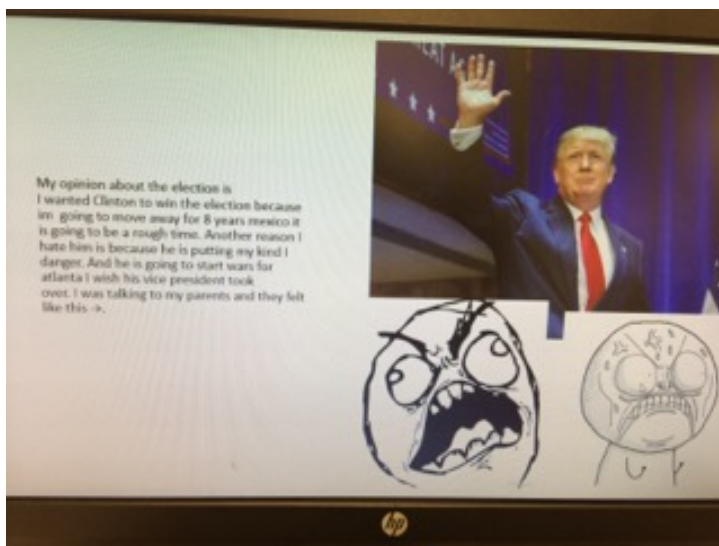 My opinion about the election is
I wanted Clinton to win the election because
im going to move away for 8 years mexico it
is going to be a rough time. Another reason I
hate him is because he is putting my kind I
danger. And he is going to start wars for
atlanta I wish his vice president took
over. I was talking to my parents and they felt
like this →.
hp